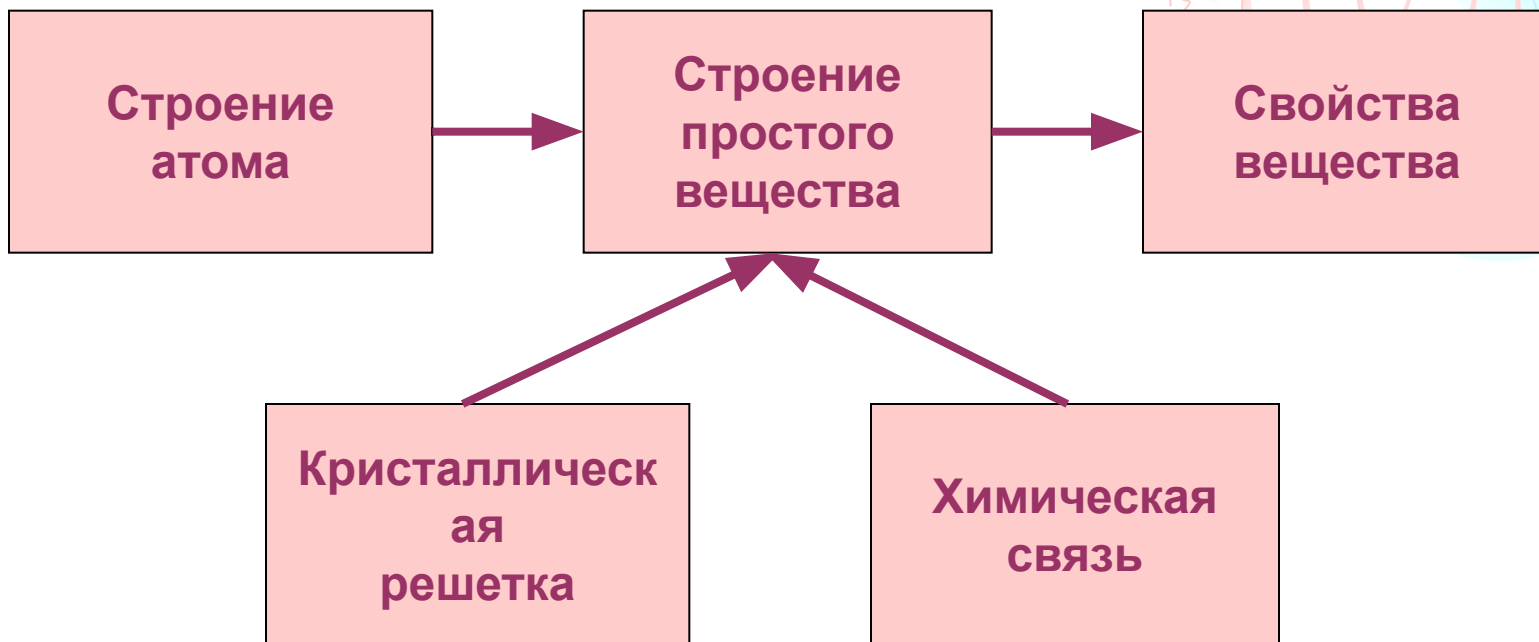 Строение
атома
Строение
простого
вещества
Свойства
вещества
Кристаллическ
ая
решетка
Химическая
связь